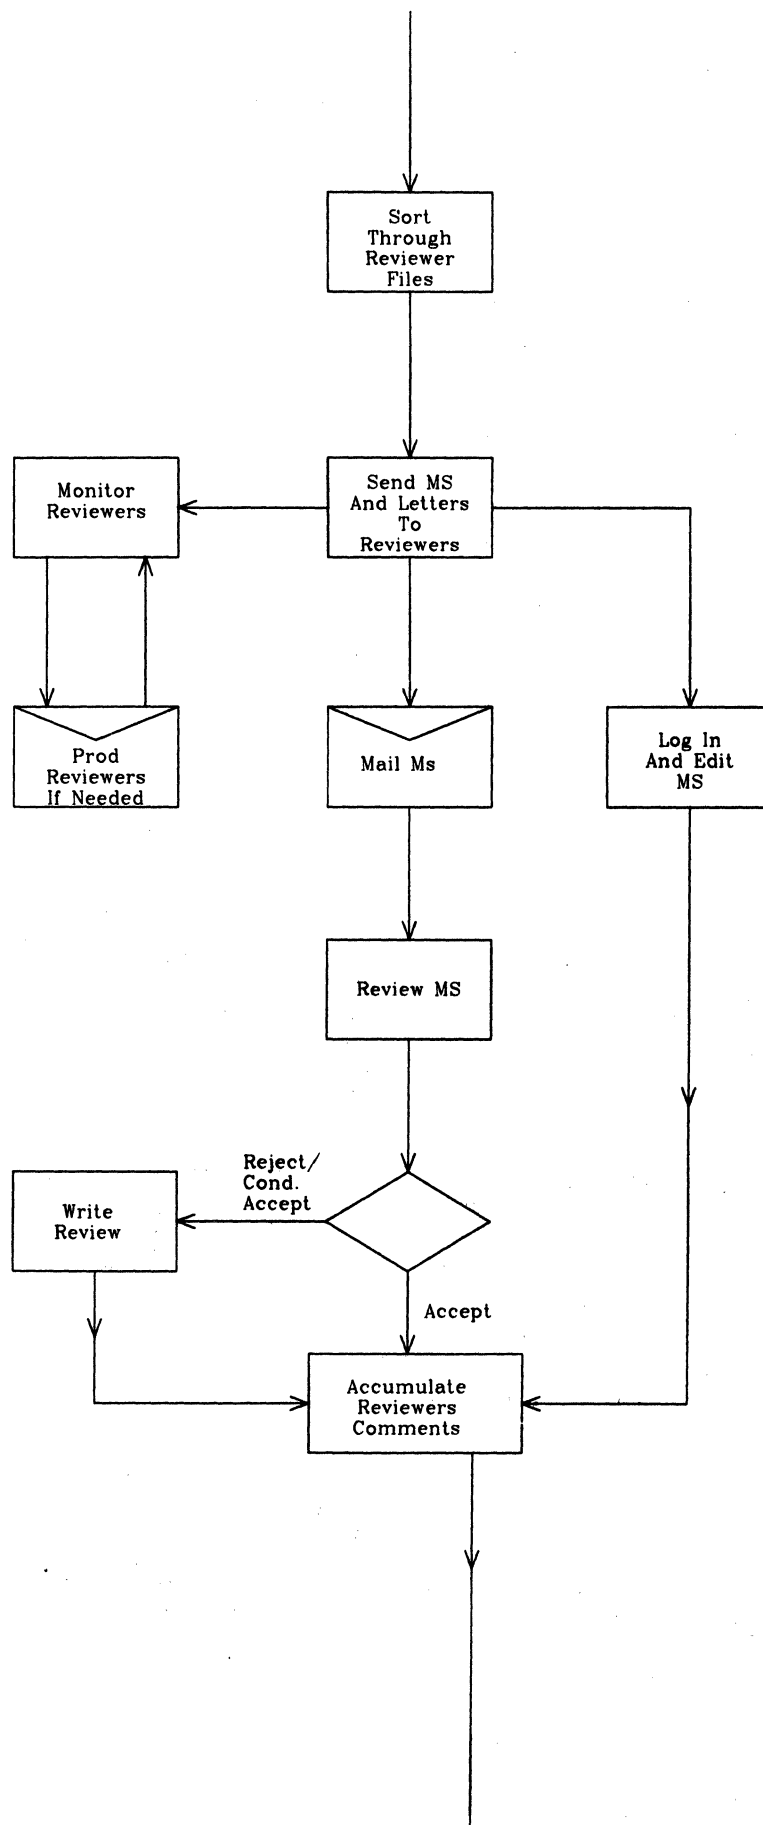 Sort
Through
Reviewer
Files
Monitor
Reviewers
Send MS
And Letters
To
Reviewers
Prod
Reviewers
If Needed
Mail Ms
Log In
And Edit
MS
Review MS
Reject/
Cond.
Accept
Write
Review
Accept
Accumulate
Reviewers
Comments